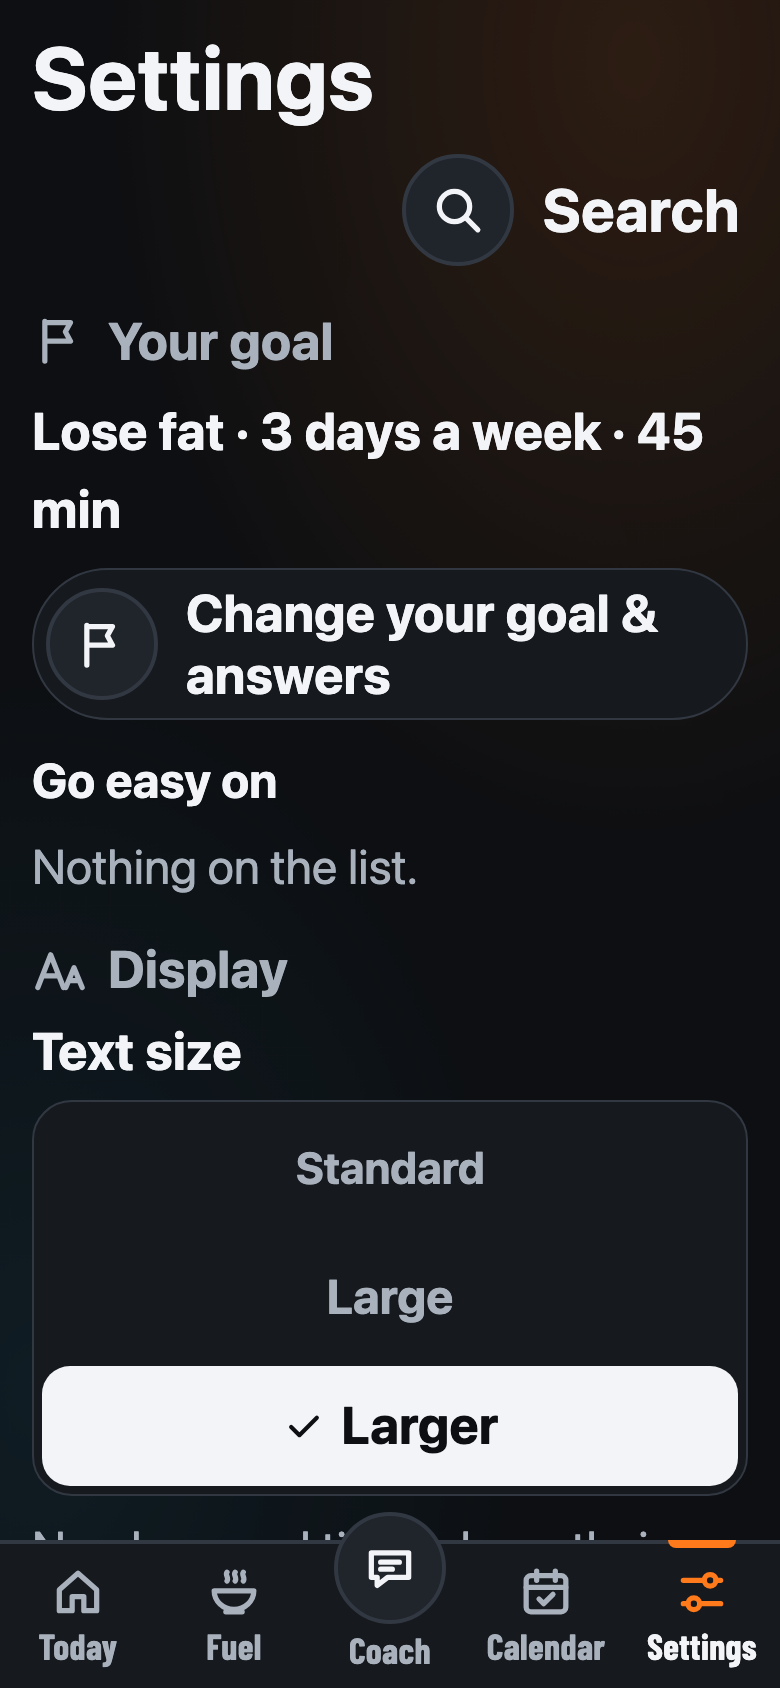 Settings
Search
Your goal
Lose fat · 3 days a week · 45
min
Change your goal &
answers
Go easy on
Nothing on the list.
Display
Text size
Standard
Large
Larger
Today
Fuel
Coach
Calendar
Settings